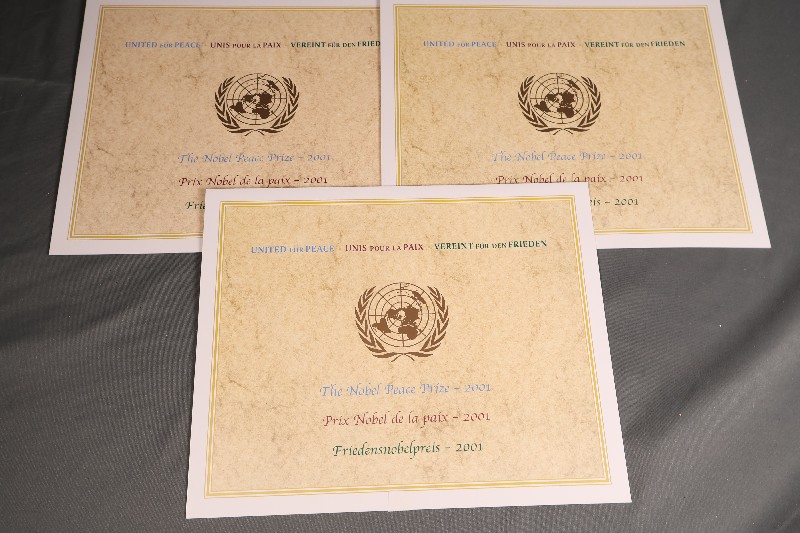 UNITED FOR PEACE UNIS POUR LA PAIX - VEREINT FÜR DEN FRIED
The Nobel Peace Prize – 2001
Prix Nobel de la paix – 2001
Fried
UNITED FOR PEACE UNIS POUR LA PAIX - VEREINT FÜR DEN FRIEDEN
The Nobel Peace Prize – 2001
Prix Nobel de la paix – 2001
eis – 2001
UNITED FOR PEACE - UNIS POUR LA PAIX - VEREINT FÜR DEN FRIEDEN
The Nobel Peace Prize – 2001
Prix Nobel de la paix – 2001
Friedensnobelpreis – 2001